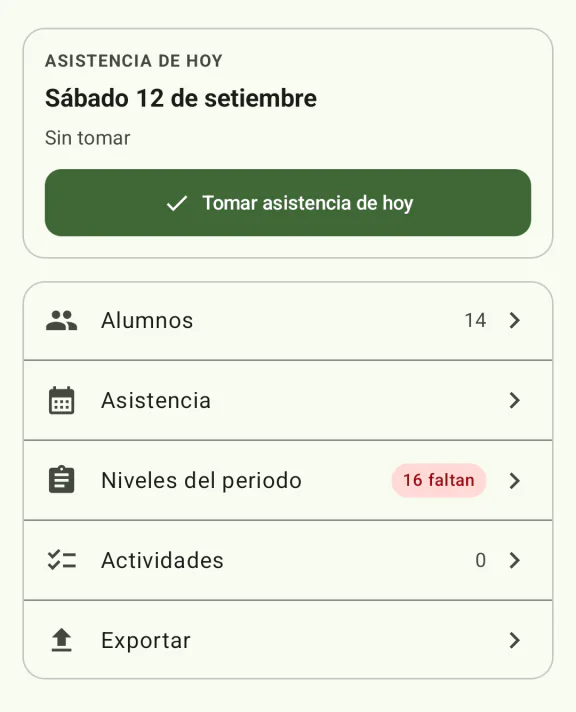 ASISTENCIA DE HOY
Sábado 12 de setiembre
Sin tomar
Tomar asistencia de hoy
Alumnos 14
Asistencia
Niveles del periodo 16 faltan
Actividades 0
Exportar